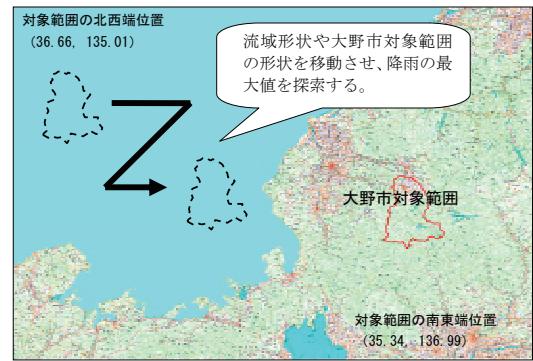 対象範囲の北西端位置
(36.66, 135.01)
流域形状や大野市対象範囲
の形状を移動させ、降雨の最
大値を探索する。
大野市対象範囲
対象範囲の南東端位置
(35.34, 136.99)